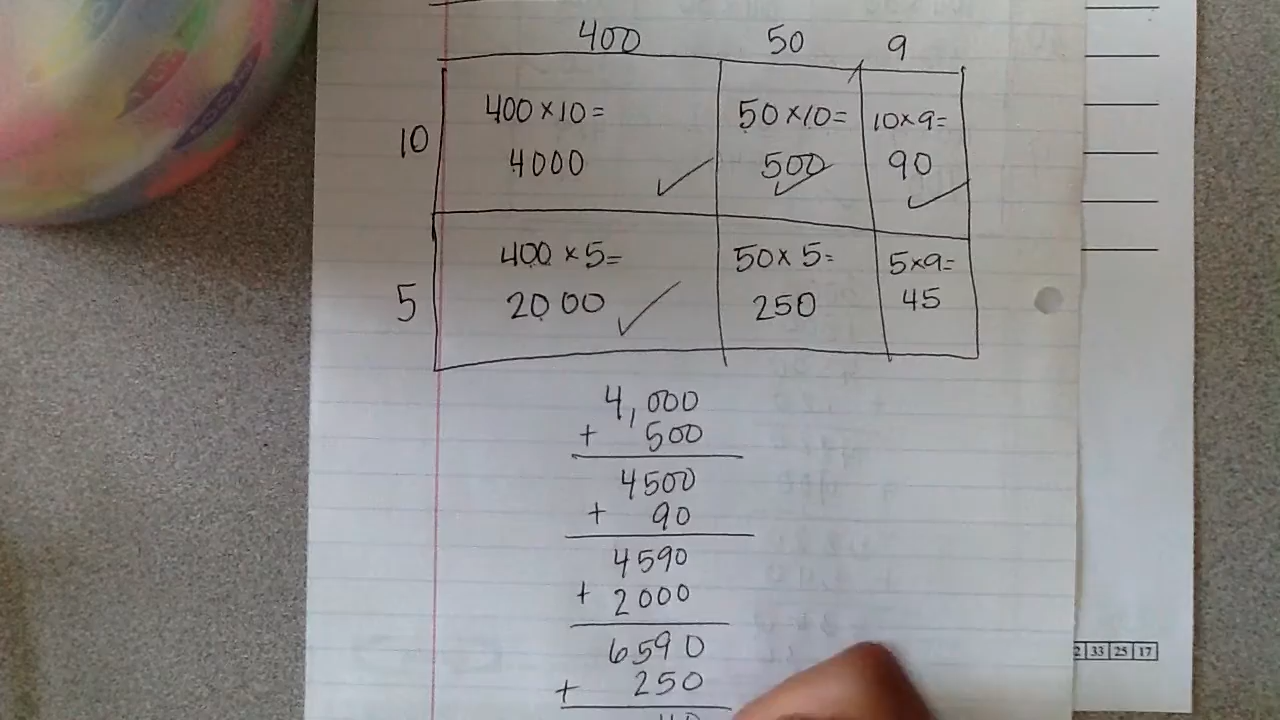 400 50 9
10 400 × 10 = 50 × 10 = 10 × 9 =
4000 500 90
5 400 × 5 = 50 × 5 = 5 × 9 =
2000 250 45
4,000
+ 500
4500
+ 90
4590
+ 2000
6590
+ 250
40
33 25 17